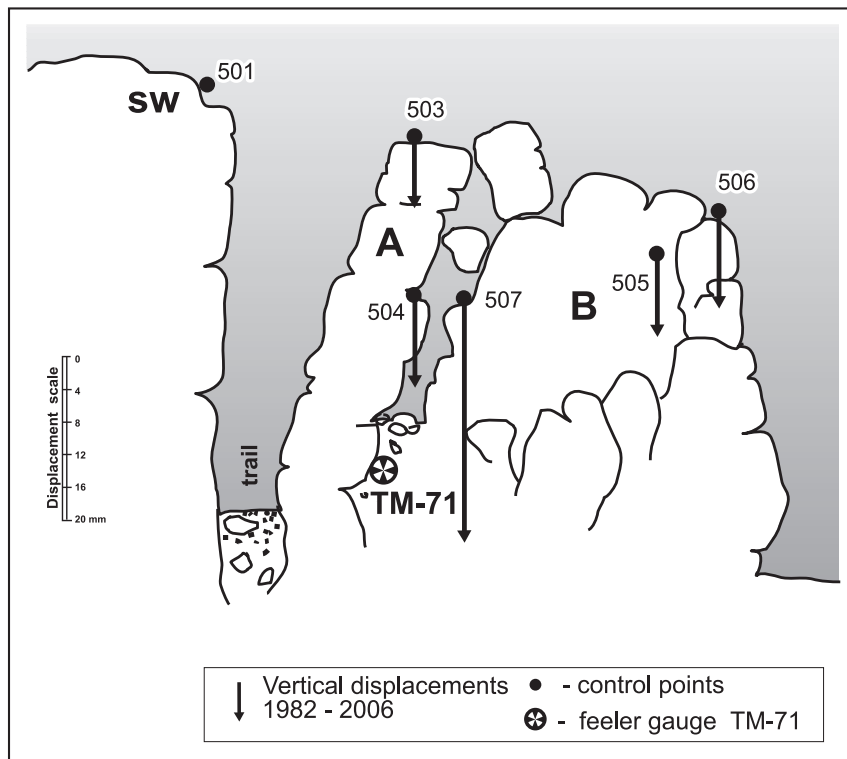 501
SW
503
506
A
505
504
507
B
Displacement scale
0
4
8
12
16
20 mm
trail
TM-71
Vertical displacements
1982 - 2006
- control points
- feeler gauge TM-71